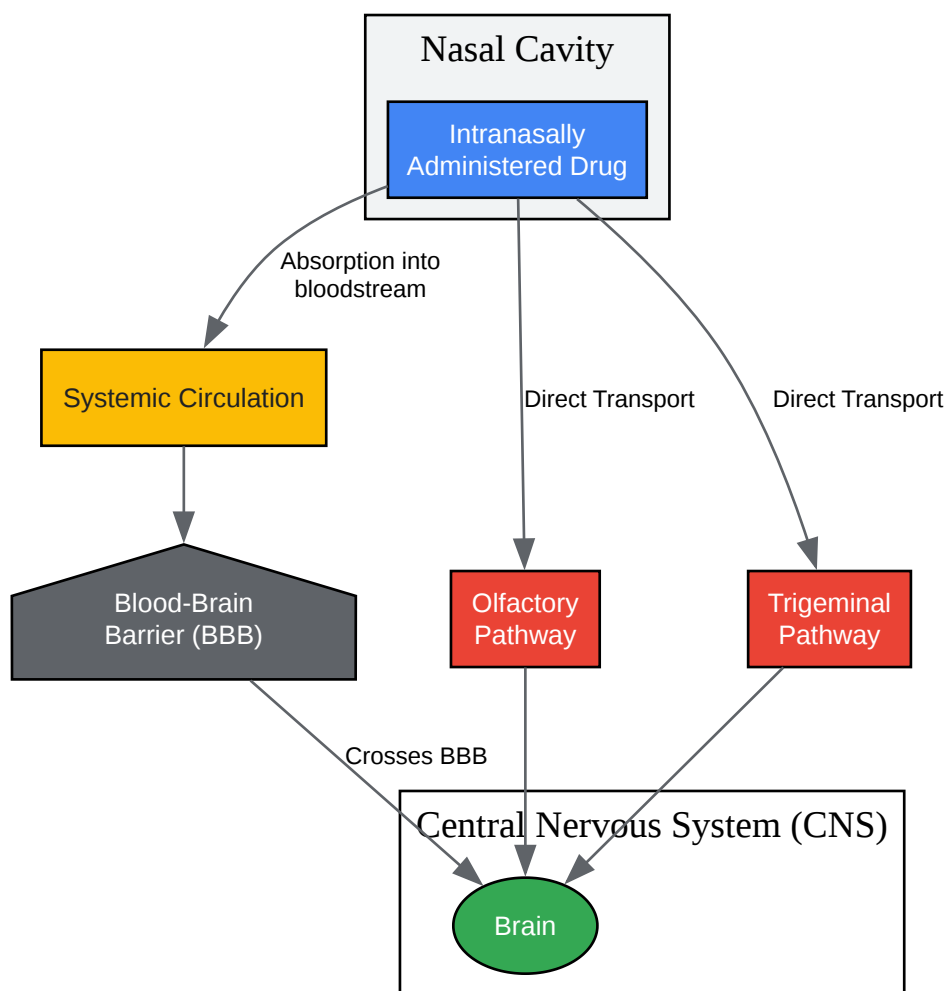 Nasal Cavity
Intranasally
Administered Drug
Absorption into
bloodstream
Systemic Circulation
Direct Transport
Direct Transport
Blood-Brain
Barrier (BBB)
Olfactory
Pathway
Trigeminal
Pathway
Crosses BBB
Central Nervous System (CNS)
Brain